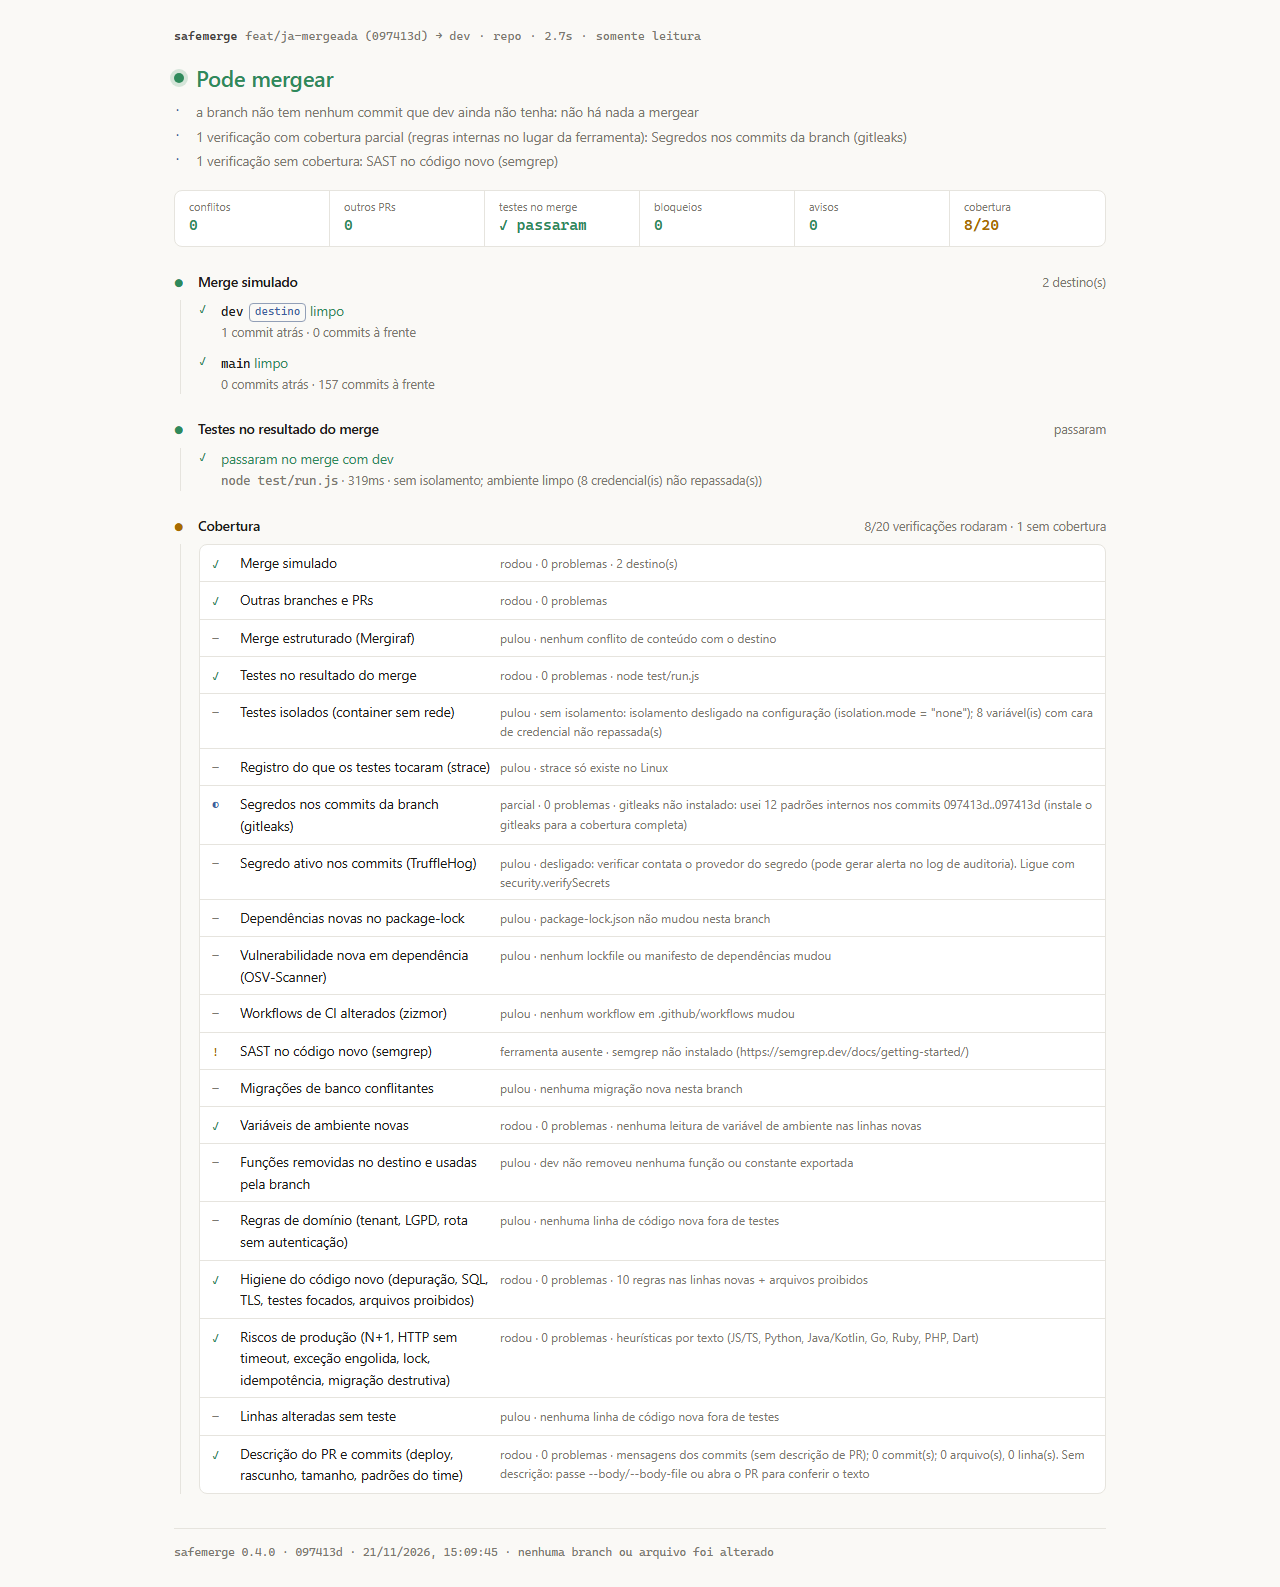 safemerge feat/ja-mergeada (097413d) → dev · repo · 2.7s · somente leitura
Pode mergear
· a branch não tem nenhum commit que dev ainda não tenha: não há nada a mergear
· 1 verificação com cobertura parcial (regras internas no lugar da ferramenta): Segredos nos commits da branch (gitleaks)
· 1 verificação sem cobertura: SAST no código novo (semgrep)
conflitos
0
outros PRs
0
testes no merge
✓ passaram
bloqueios
0
avisos
0
cobertura
8/20
Merge simulado 2 destino(s)
✓ dev destino limpo
1 commit atrás · 0 commits à frente
✓ main limpo
0 commits atrás · 157 commits à frente
Testes no resultado do merge passaram
✓ passaram no merge com dev
node test/run.js · 319ms · sem isolamento; ambiente limpo (8 credencial(is) não repassada(s))
Cobertura 8/20 verificações rodaram · 1 sem cobertura
✓ Merge simulado rodou · 0 problemas · 2 destino(s)
✓ Outras branches e PRs rodou · 0 problemas
– Merge estruturado (Mergiraf) pulou · nenhum conflito de conteúdo com o destino
✓ Testes no resultado do merge rodou · 0 problemas · node test/run.js
– Testes isolados (container sem rede) pulou · sem isolamento: isolamento desligado na configuração (isolation.mode = "none"); 8 variável(is) com cara
de credencial não repassada(s)
– Registro do que os testes tocaram (strace) pulou · strace só existe no Linux
◐ Segredos nos commits da branch parcial · 0 problemas · gitleaks não instalado: usei 12 padrões internos nos commits 097413d..097413d (instale o
(gitleaks) gitleaks para a cobertura completa)
– Segredo ativo nos commits (TruffleHog) pulou · desligado: verificar contata o provedor do segredo (pode gerar alerta no log de auditoria). Ligue com
security.verifySecrets
– Dependências novas no package-lock pulou · package-lock.json não mudou nesta branch
– Vulnerabilidade nova em dependência pulou · nenhum lockfile ou manifesto de dependências mudou
(OSV-Scanner)
– Workflows de CI alterados (zizmor) pulou · nenhum workflow em .github/workflows mudou
! SAST no código novo (semgrep) ferramenta ausente · semgrep não instalado (https://semgrep.dev/docs/getting-started/)
– Migrações de banco conflitantes pulou · nenhuma migração nova nesta branch
✓ Variáveis de ambiente novas rodou · 0 problemas · nenhuma leitura de variável de ambiente nas linhas novas
– Funções removidas no destino e usadas pulou · dev não removeu nenhuma função ou constante exportada
pela branch
– Regras de domínio (tenant, LGPD, rota pulou · nenhuma linha de código nova fora de testes
sem autenticação)
✓ Higiene do código novo (depuração, SQL, rodou · 0 problemas · 10 regras nas linhas novas + arquivos proibidos
TLS, testes focados, arquivos proibidos)
✓ Riscos de produção (N+1, HTTP sem rodou · 0 problemas · heurísticas por texto (JS/TS, Python, Java/Kotlin, Go, Ruby, PHP, Dart)
timeout, exceção engolida, lock,
idempotência, migração destrutiva)
– Linhas alteradas sem teste pulou · nenhuma linha de código nova fora de testes
✓ Descrição do PR e commits (deploy, rodou · 0 problemas · mensagens dos commits (sem descrição de PR); 0 commit(s); 0 arquivo(s), 0 linha(s). Sem
rascunho, tamanho, padrões do time) descrição: passe --body/--body-file ou abra o PR para conferir o texto
safemerge 0.4.0 · 097413d · 21/11/2026, 15:09:45 · nenhuma branch ou arquivo foi alterado